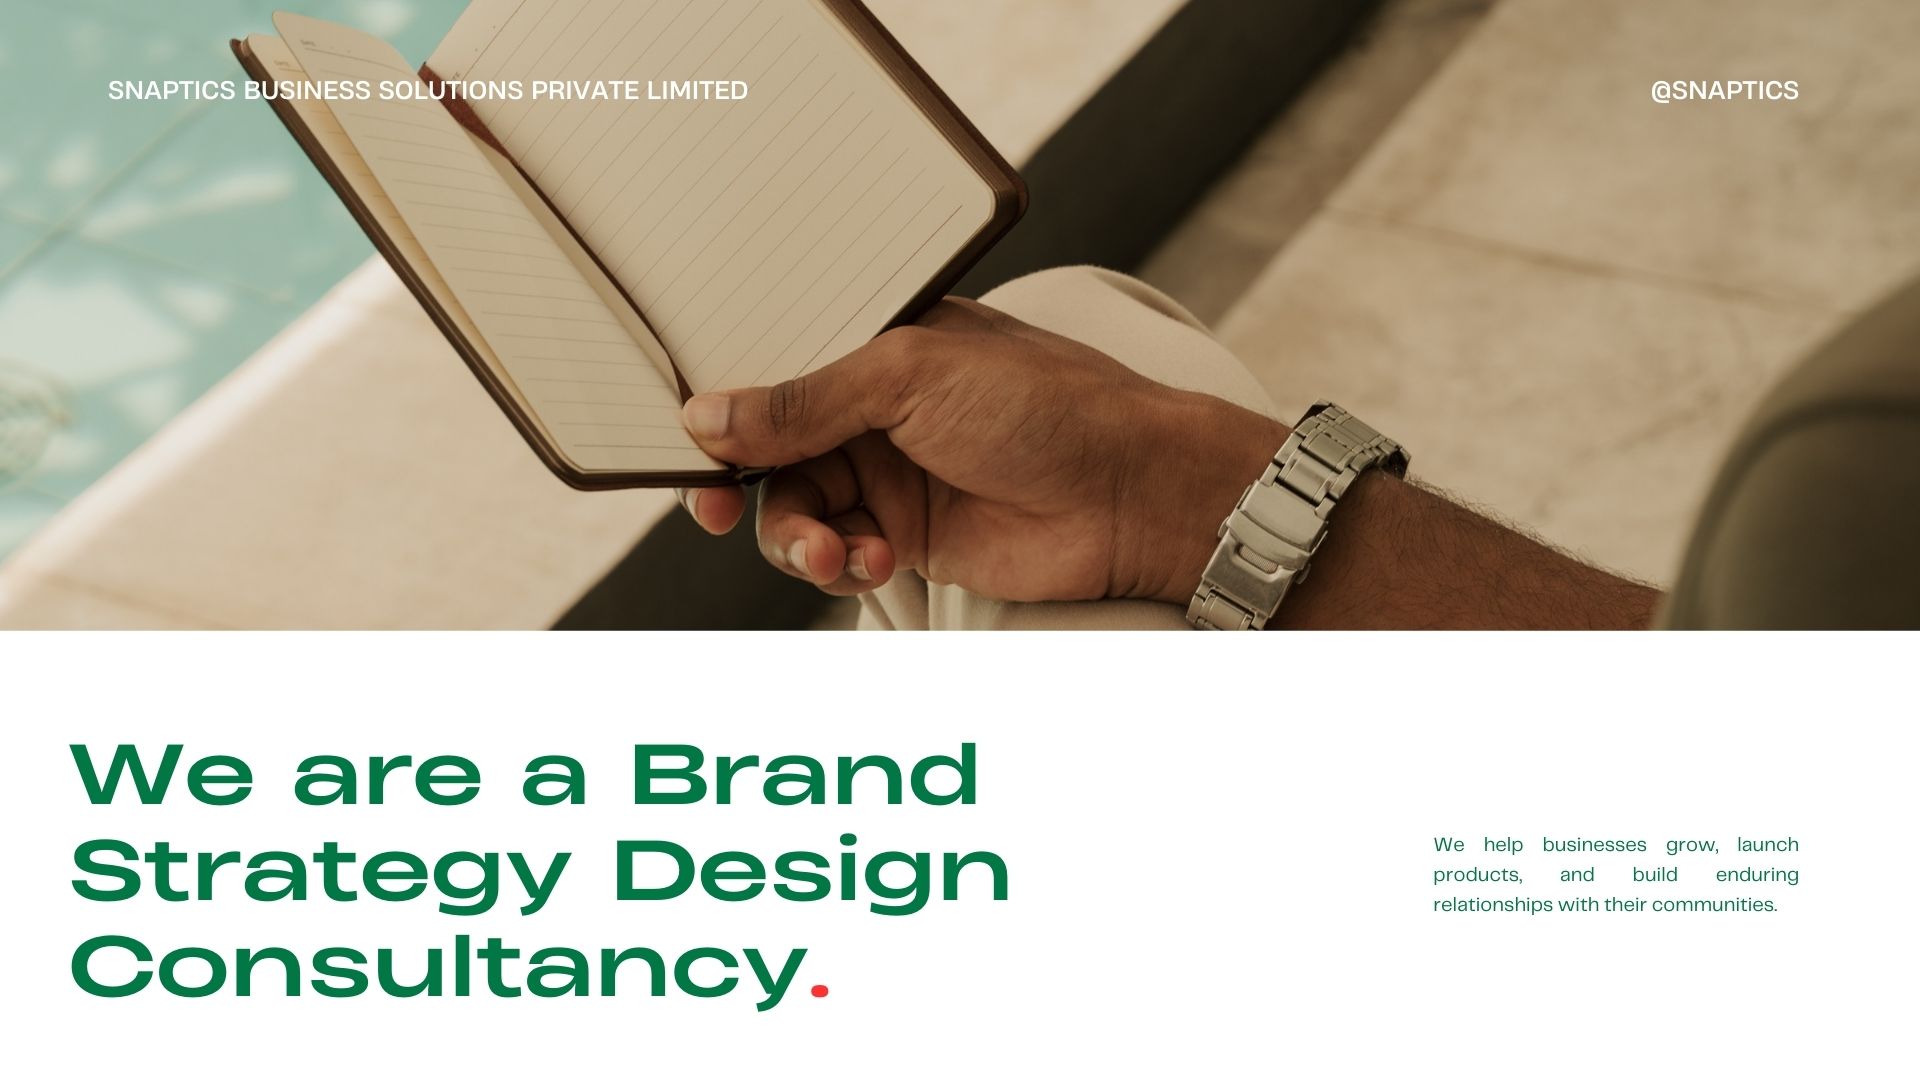 SNAPTICS BUSINESS SOLUTIONS PRIVATE LIMITED
@SNAPTICS
We are a Brand
Strategy Design
Consultancy.
We help businesses grow, launch
products, and build enduring
relationships with their communities.